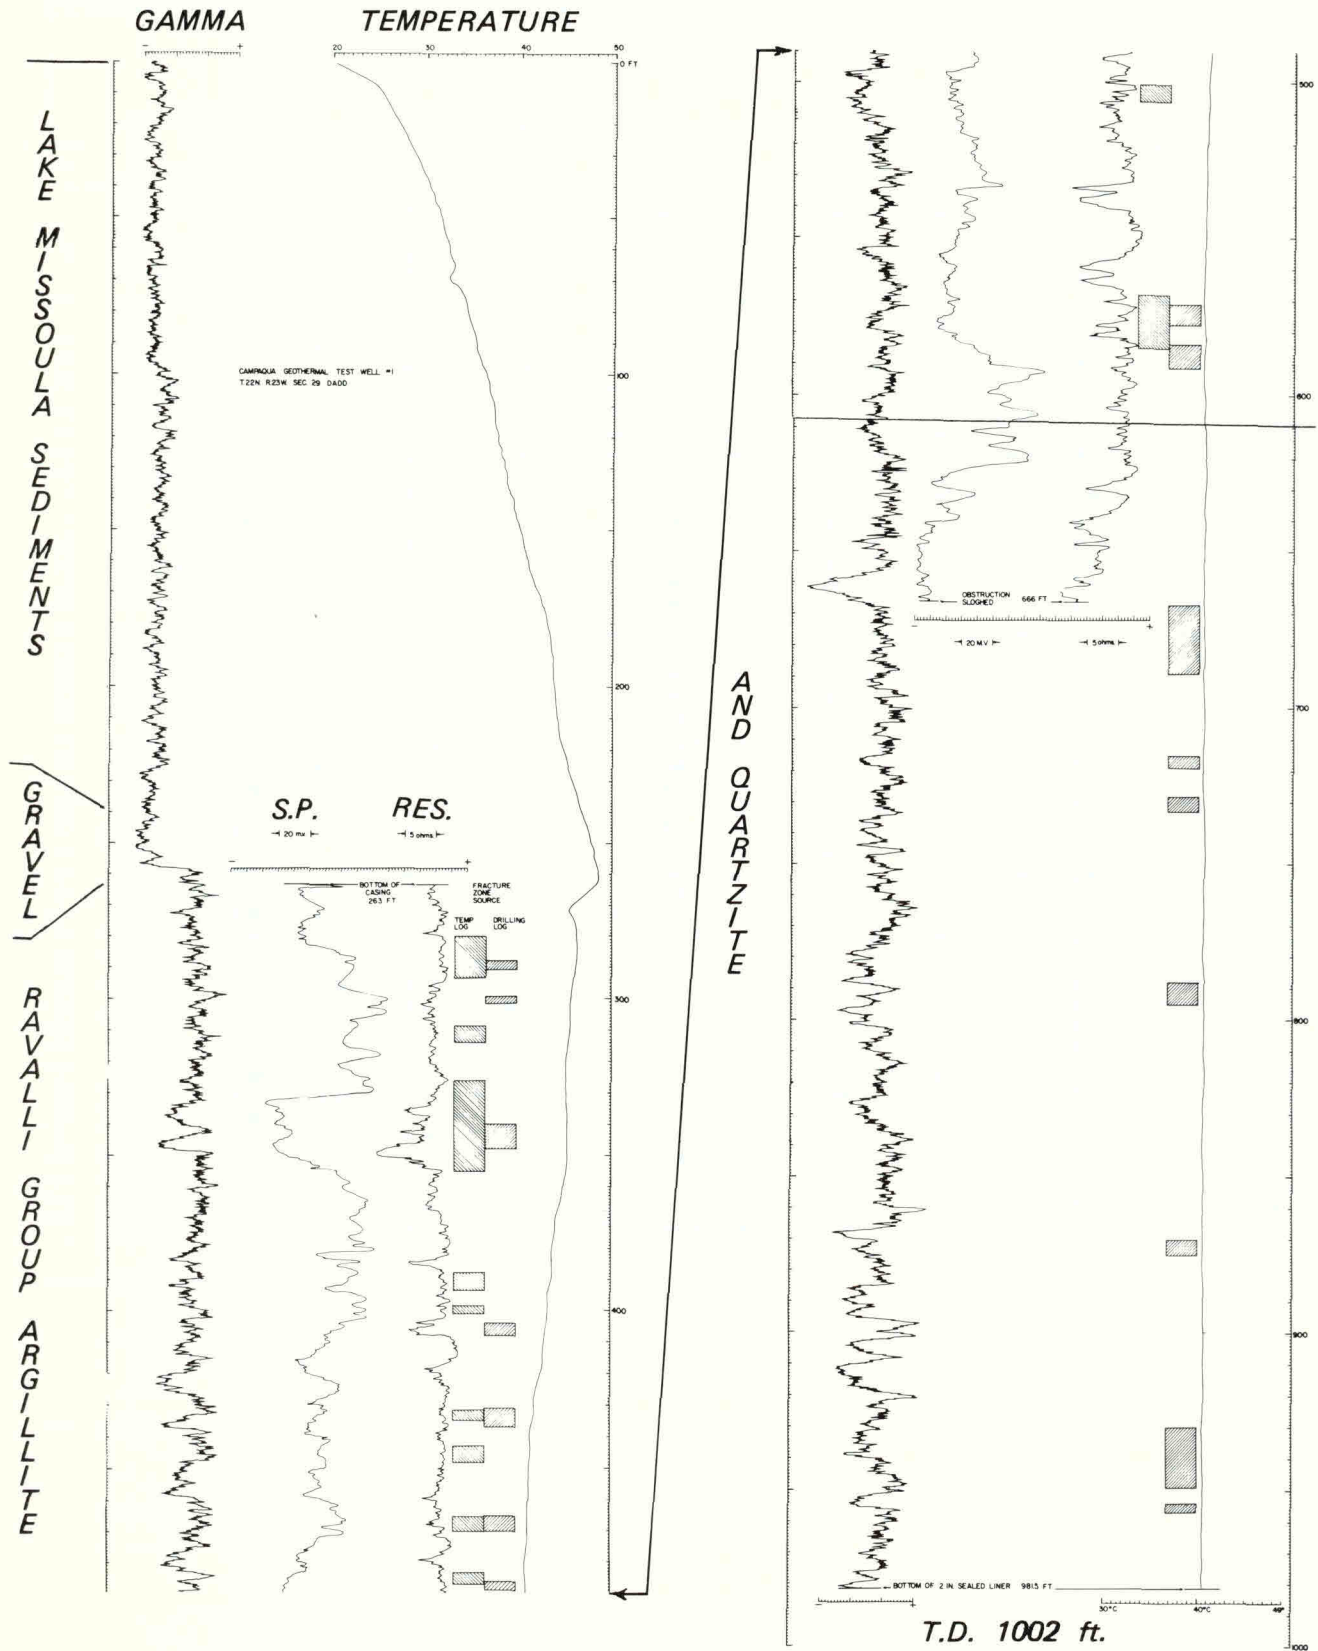 GAMMA
TEMPERATURE
- +
20 30 40 50
0 FT
LAKE MISSOULA SEDIMENTS
CAMPAQUA GEOTHERMAL TEST WELL #1
T.22N R.23W. SEC. 29 DADD
100
200
GRAVEL
S.P.
RES.
20 mv.
5 ohms
- +
BOTTOM OF
CASING
263 FT
FRACTURE
ZONE
SOURCE
TEMP
LOG
DRILLING
LOG
300
RAVALLI GROUP ARGILLITE
400
AND QUARTZITE
500
600
OBSTRUCTION
SLOGHED 666 FT
- +
20 M.V.
5 ohms
700
800
900
BOTTOM OF 2 IN. SEALED LINER 981.5 FT
- +
30°C 40°C 49°
T.D. 1002 ft.
1000